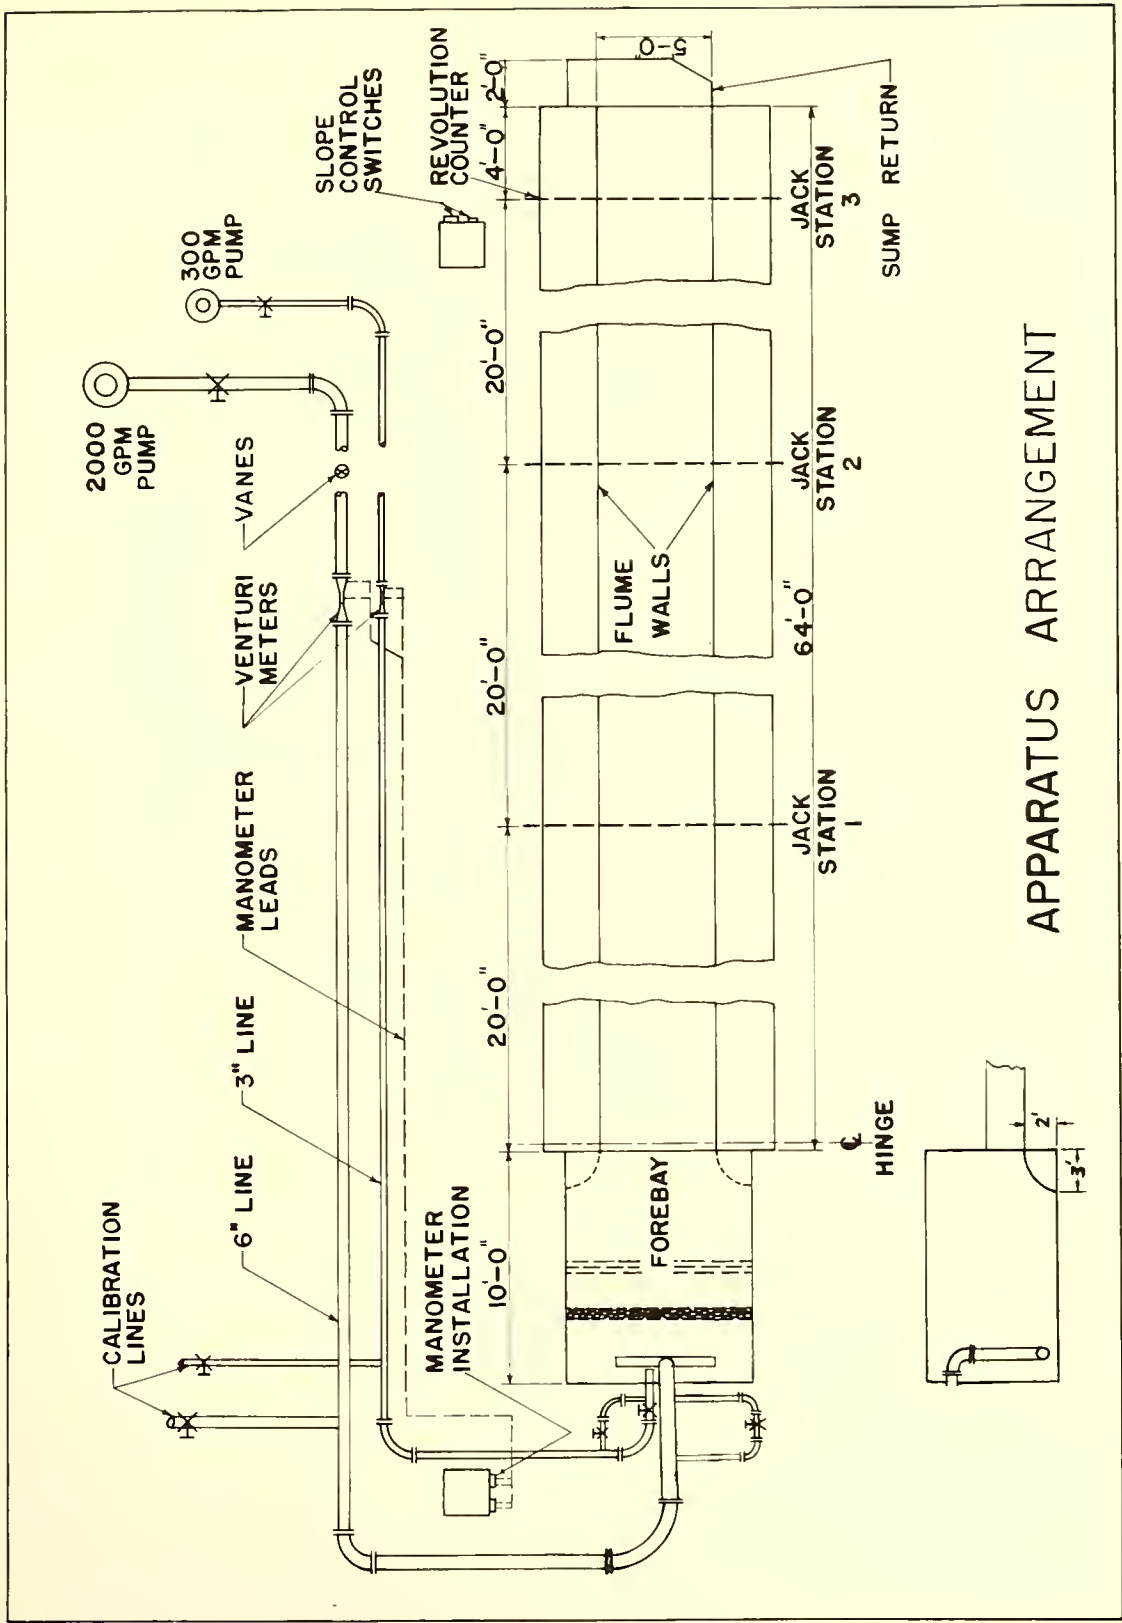 CALIBRATION
LINES
6" LINE
3" LINE
MANOMETER
LEADS
VENTURI
METERS
VANES
2000
GPM
PUMP
300
GPM
PUMP
SLOPE
CONTROL
SWITCHES
REVOLUTION
COUNTER
MANOMETER
INSTALLATION
10'-0"
20'-0"
20'-0"
20'-0"
4'-0"
2'-0"
5-0"
FOREBAY
FLUME
WALLS
JACK
STATION
1
JACK
STATION
2
JACK
STATION
3
64'-0"
SUMP RETURN
℄
HINGE
2'
3'
APPARATUS ARRANGEMENT